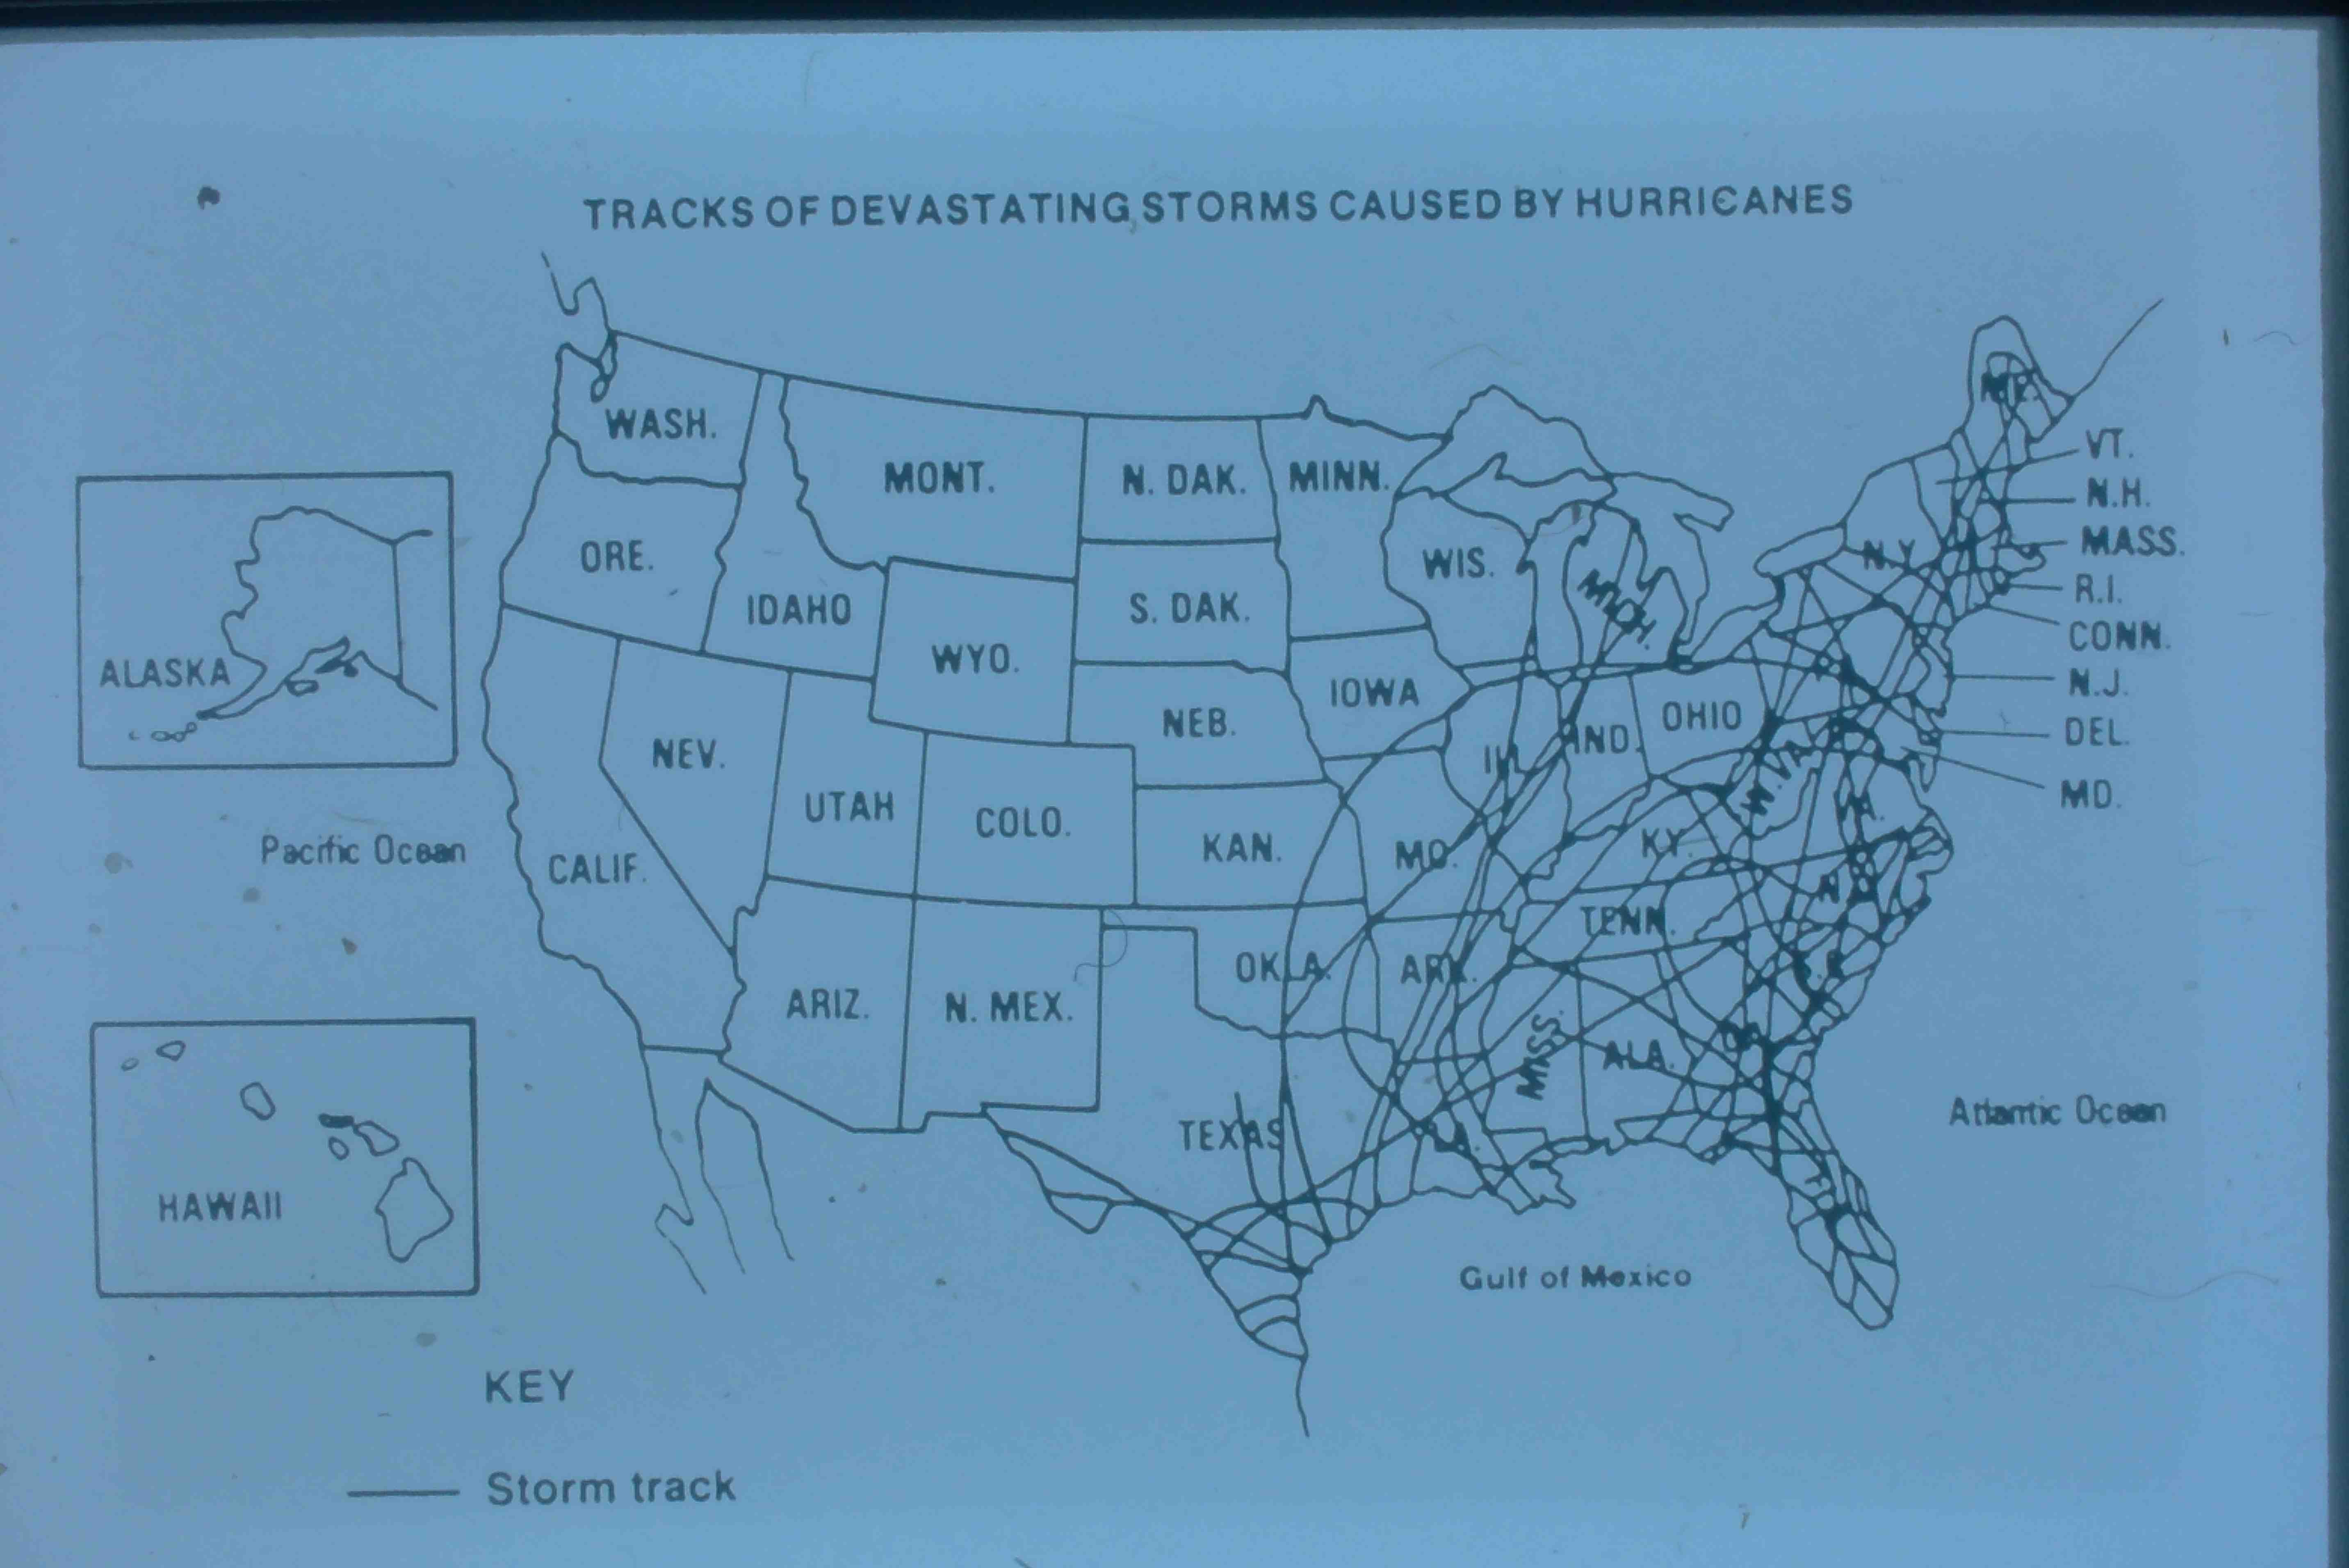 TRACKS OF DEVASTATING STORMS CAUSED BY HURRICANES
WASH.
MONT.
N. DAK.
MINN.
ME.
VT.
N.H.
MASS.
R.I.
CONN.
N.J.
DEL.
MD.
ORE.
IDAHO
WYO.
S. DAK.
WIS.
MICH.
N.Y.
NEB.
IOWA
ILL.
IND.
OHIO
W. VA.
VA.
NEV.
UTAH
COLO.
KAN.
MO.
KY.
CALIF.
ARIZ.
N. MEX.
OKLA.
ARK.
TENN.
MISS.
ALA.
TEXAS
LA.
ALASKA
HAWAII
Pacific Ocean
Atlantic Ocean
Gulf of Mexico
KEY
Storm track